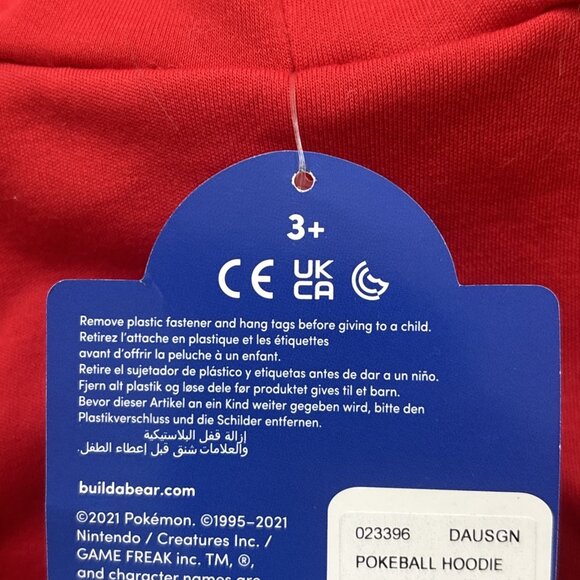 3+
CE UK
CA
Remove plastic fastener and hang tags before giving to a child.
Retirez l'attache en plastique et les étiquettes
avant d'offrir la peluche à un enfant.
Retire el sujetador de plástico y etiquetas antes de dar a un niño.
Fjern alt plastik og løse dele før produktet gives til et barn.
Bevor dieser Artikel an ein Kind weiter gegeben wird, bitte den
Plastikverschluss und die Schilder entfernen.
إزالة قفل البلاستيكية
والعلامات شنق قبل إعطاء الطفل.
buildabear.com
©2021 Pokémon. ©1995-2021
Nintendo / Creatures Inc. /
GAME FREAK inc. TM, ®,
and character names are
023396 DAUSGN
POKEBALL HOODIE